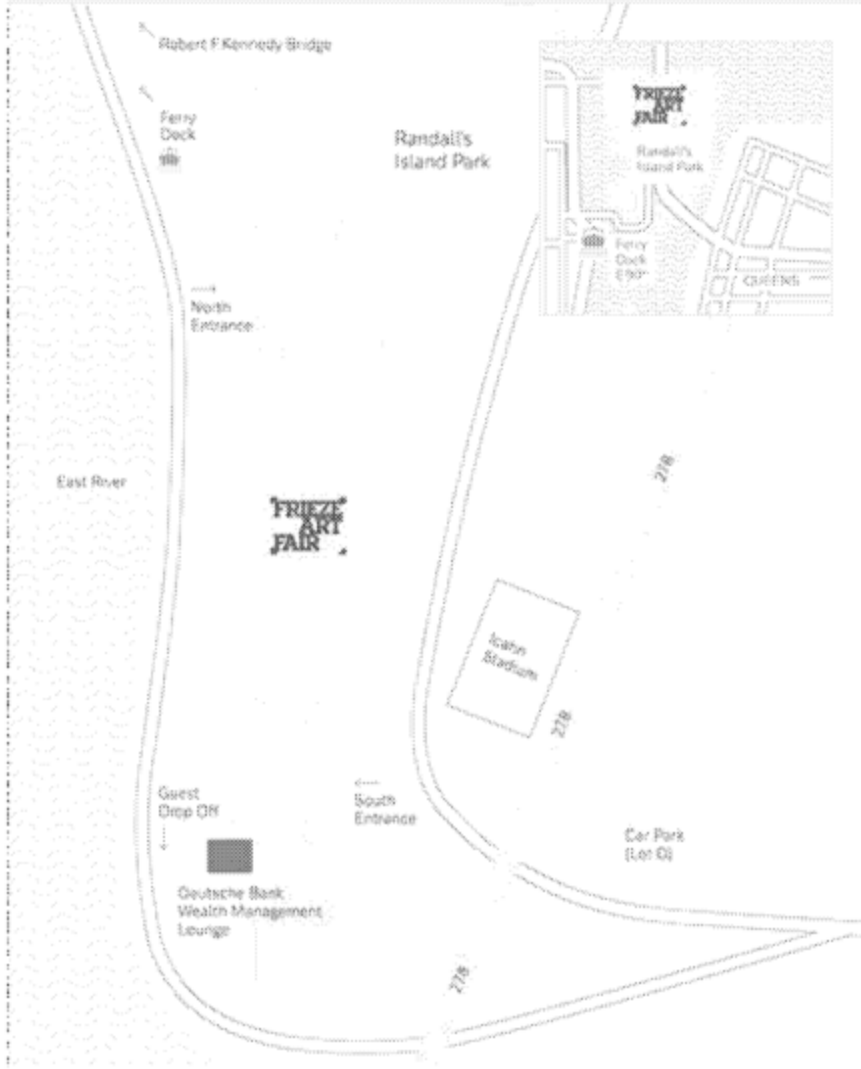 Robert F Kennedy Bridge
Ferry
Dock
Randall's
Island Park
FRIEZE
ART
FAIR
Randall's
Island Park
Ferry
Dock
E90th
QUEENS
North
Entrance
278
East River
FRIEZE
ART
FAIR
Icahn
Stadium
278
Guest
Drop Off
South
Entrance
Car Park
(Lot D)
Deutsche Bank
Wealth Management
Lounge
278